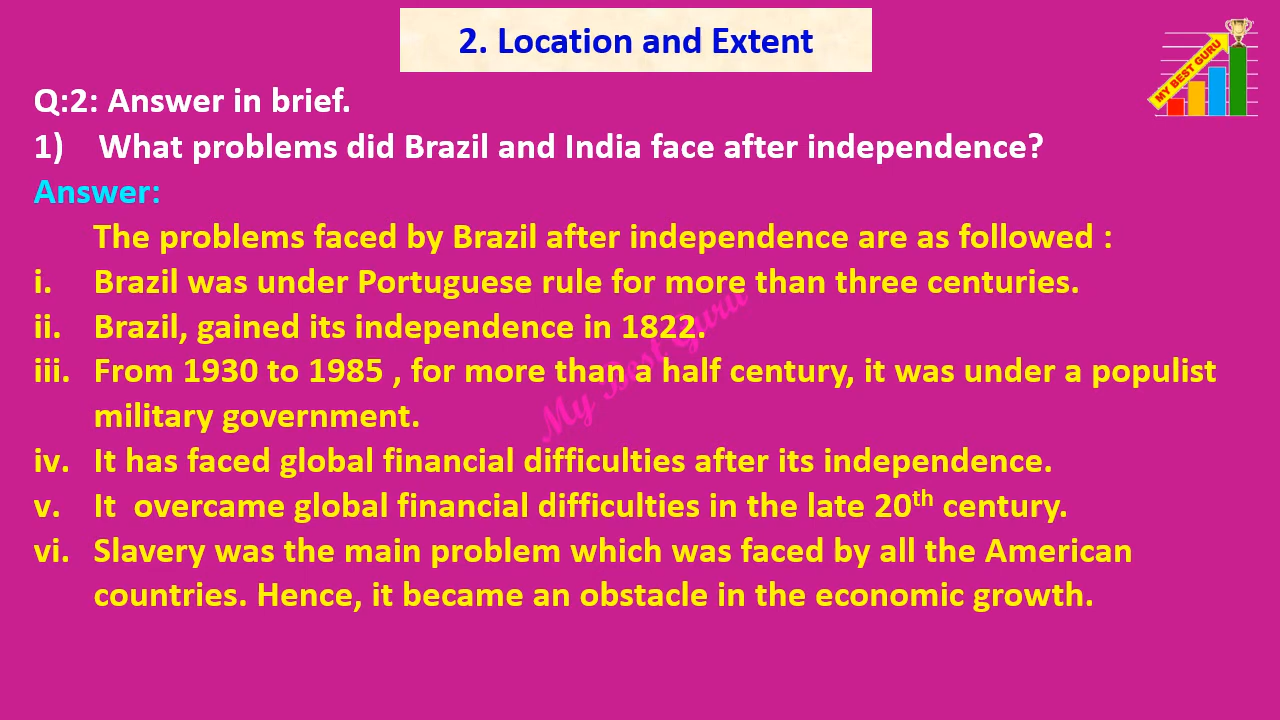 2. Location and Extent
MY BEST GURU
Q:2: Answer in brief.
1) What problems did Brazil and India face after independence?
Answer:
The problems faced by Brazil after independence are as followed :
i. Brazil was under Portuguese rule for more than three centuries.
ii. Brazil, gained its independence in 1822.
iii. From 1930 to 1985 , for more than a half century, it was under a populist
military government.
iv. It has faced global financial difficulties after its independence.
v. It overcame global financial difficulties in the late 20th century.
vi. Slavery was the main problem which was faced by all the American
countries. Hence, it became an obstacle in the economic growth.
My Best Guru